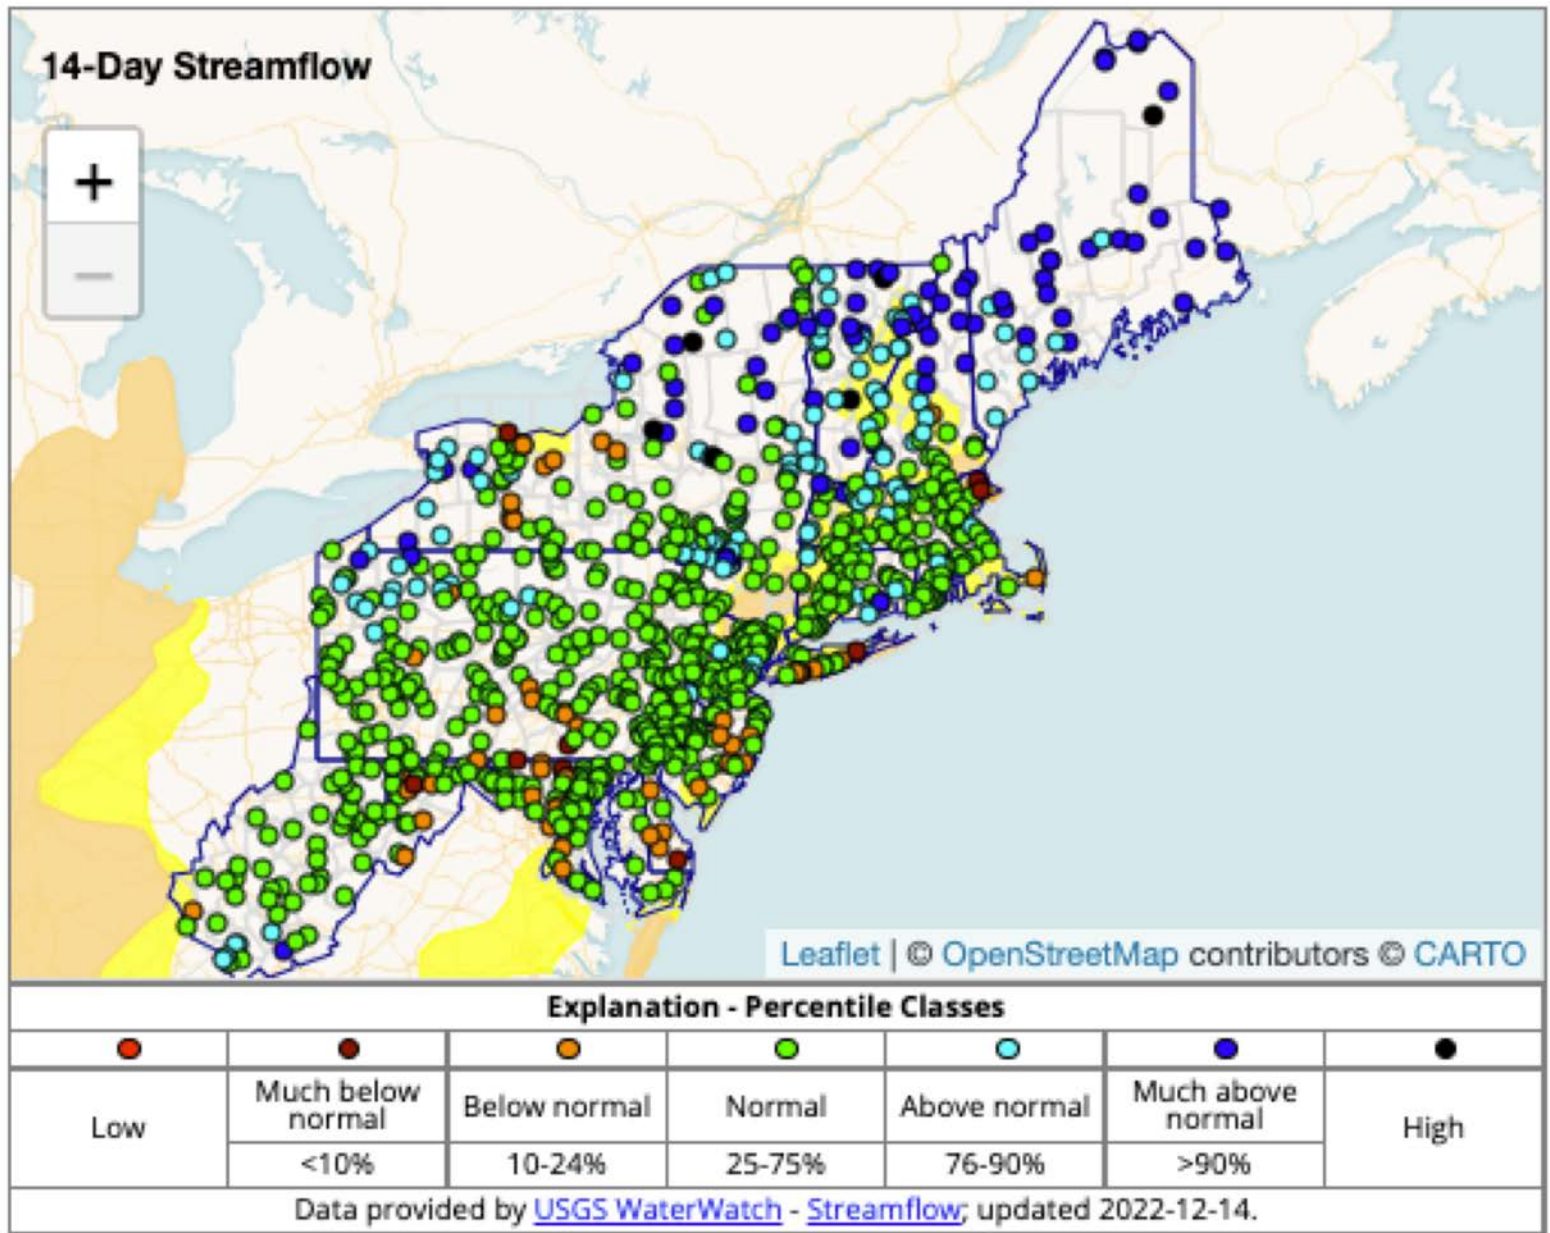 14-Day Streamflow
+
−
Leaflet | © OpenStreetMap contributors © CARTO
Explanation - Percentile Classes
Low
Much below normal
Below normal
Normal
Above normal
Much above normal
High
<10%
10-24%
25-75%
76-90%
>90%
Data provided by USGS WaterWatch - Streamflow; updated 2022-12-14.